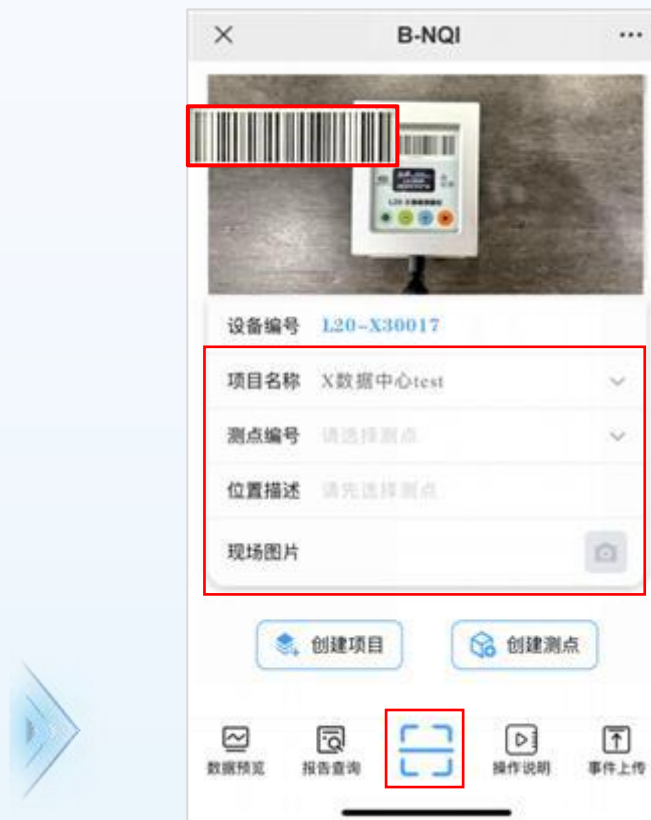 B-NQI
设备编号 L20-X30017
项目名称 X数据中心test
测点编号 请选择测点
位置描述 请先选择测点
现场图片
创建项目 创建测点
数据预览 报告查询 操作说明 事件上传